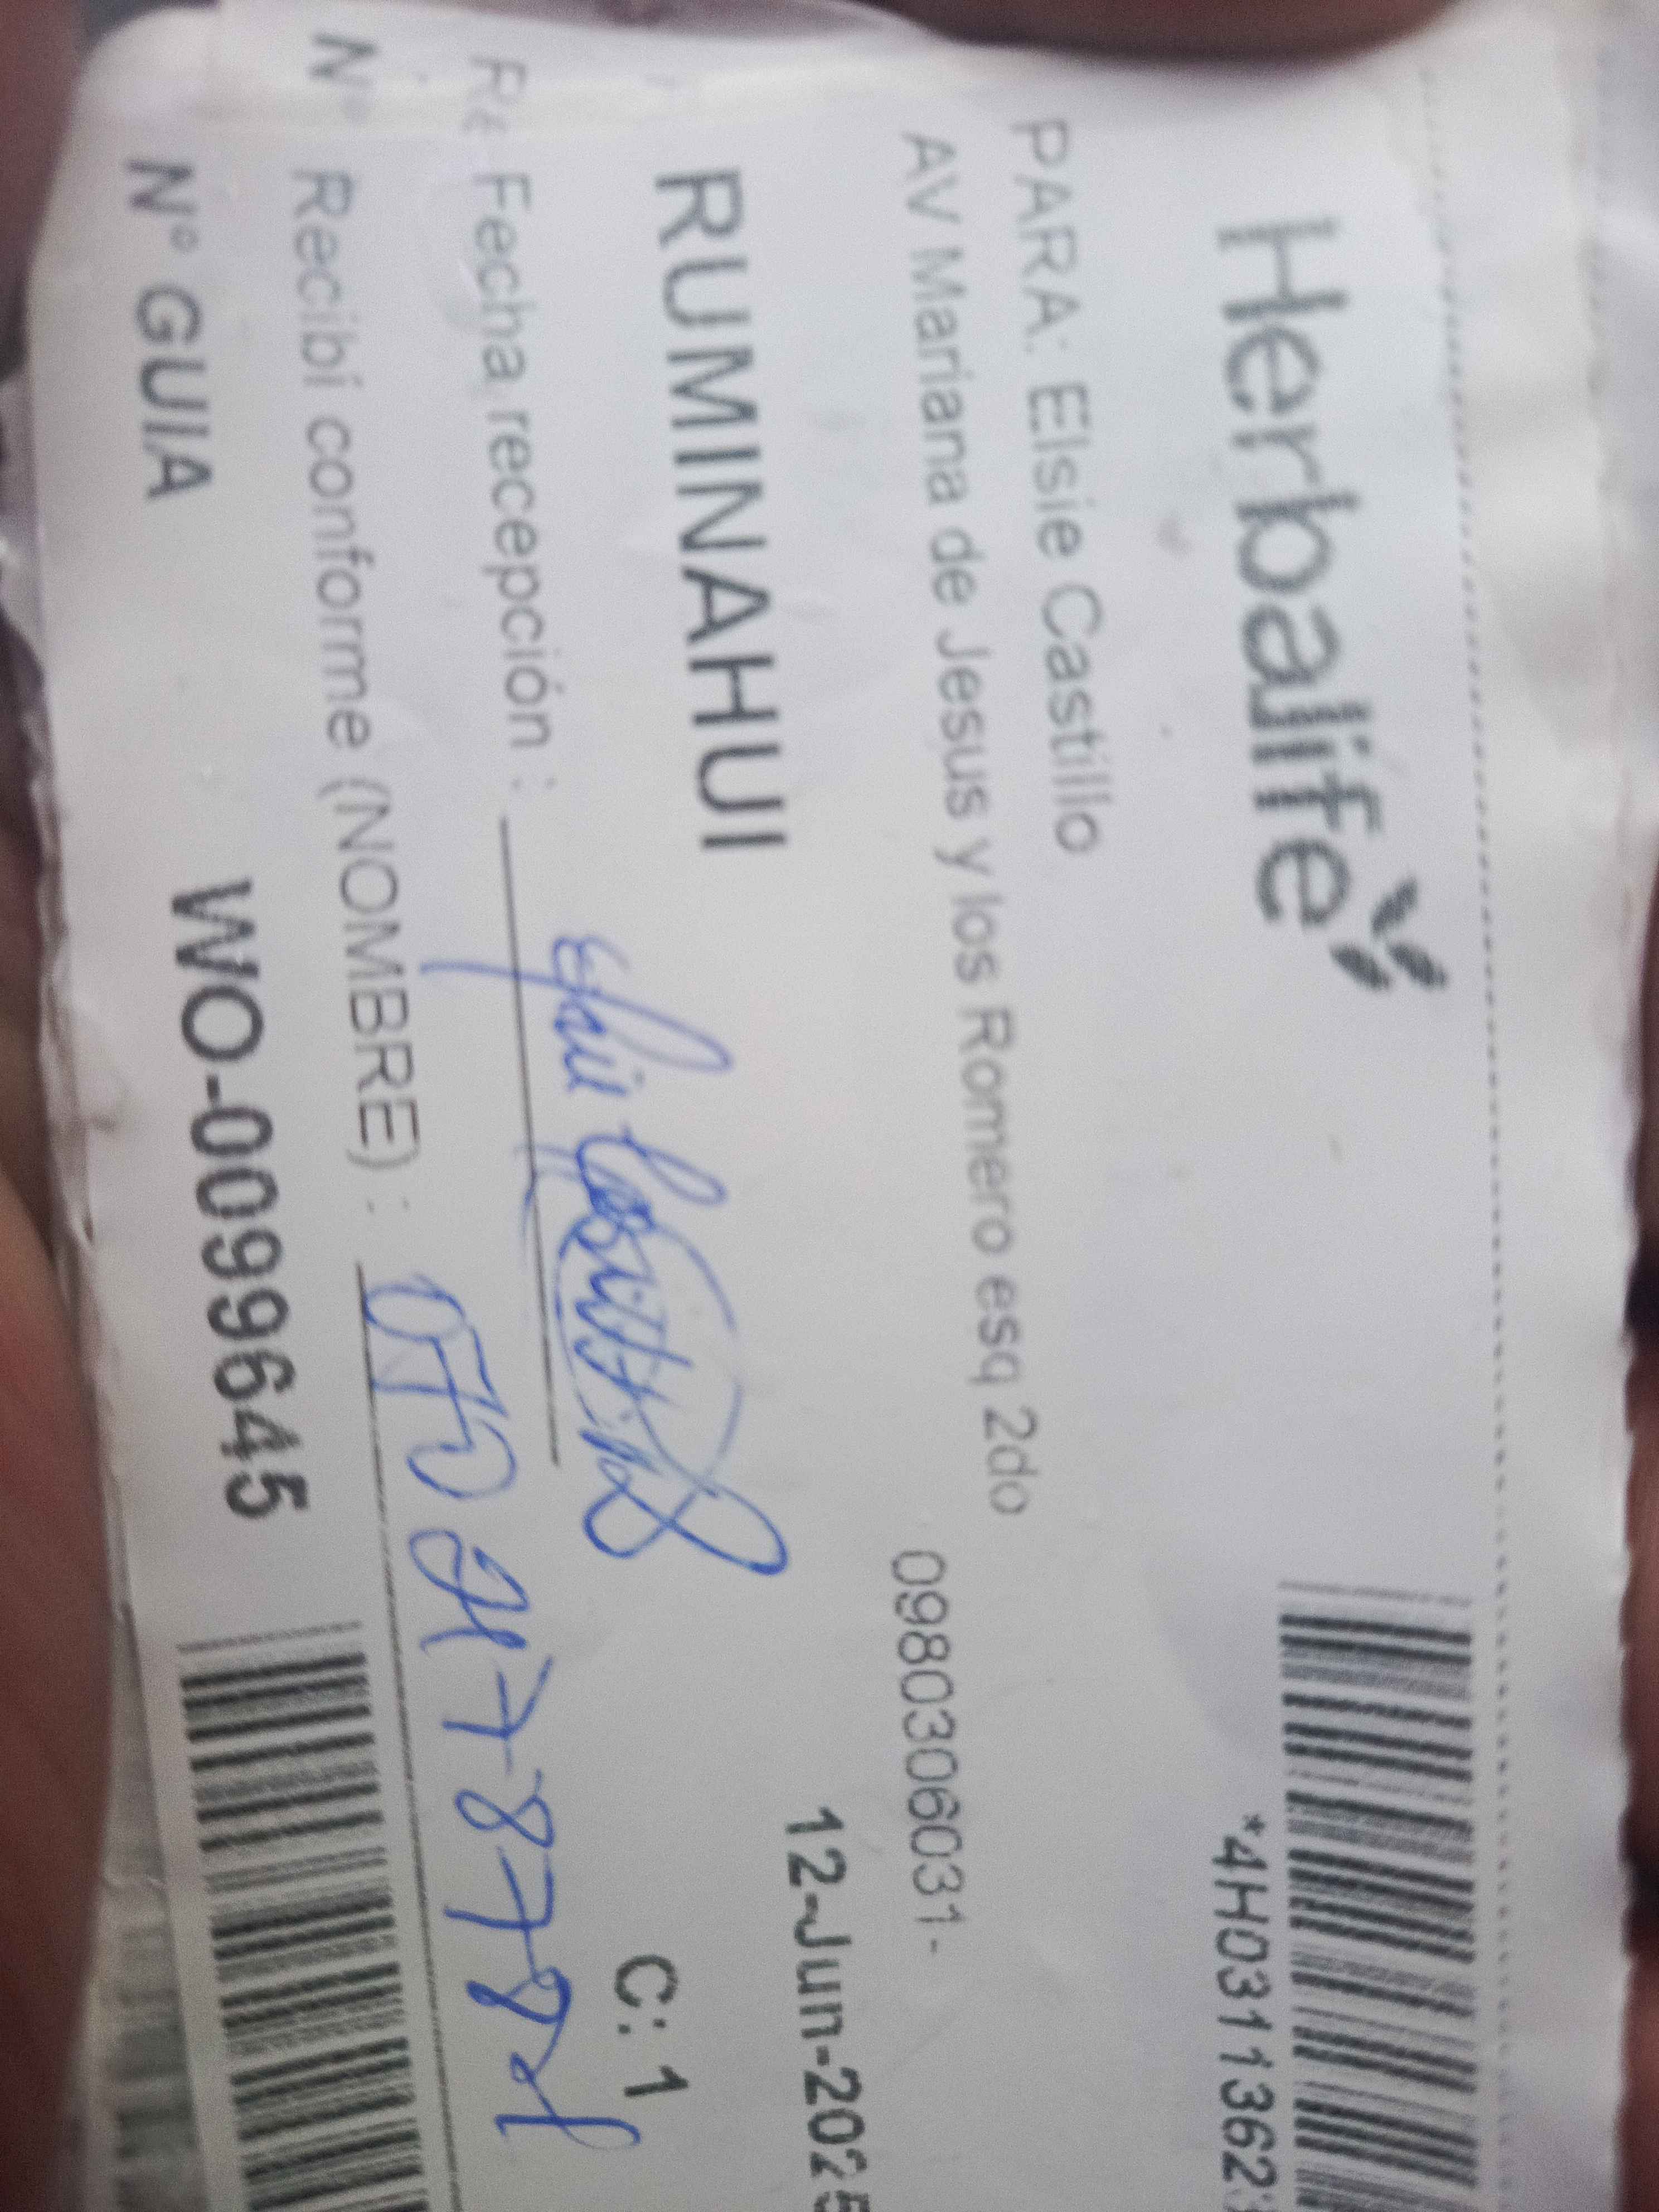 Herbalife
*4H0311362
PARA: Elsie Castillo
AV Mariana de Jesus y los Romero esq 2do
0980306031-
12-Jun-2025
RUMINAHUI
C: 1
Fecha recepción :
Recibí conforme (NOMBRE) :
N° GUIA WO-0099645